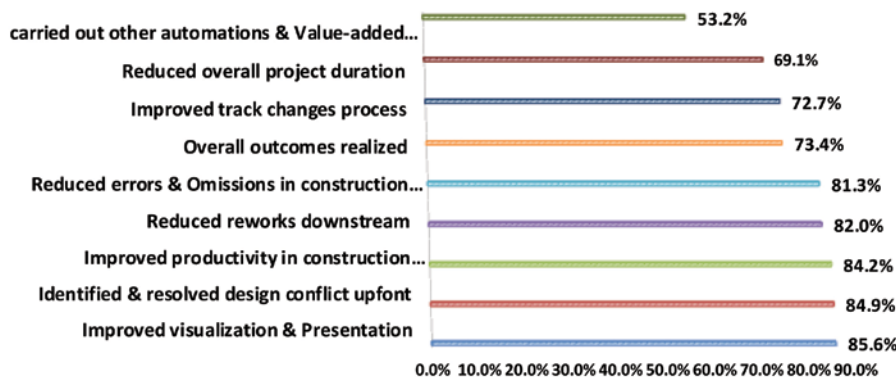 carried out other automations & Value-added... 53.2%
Reduced overall project duration 69.1%
Improved track changes process 72.7%
Overall outcomes realized 73.4%
Reduced errors & Omissions in construction... 81.3%
Reduced reworks downstream 82.0%
Improved productivity in construction... 84.2%
Identified & resolved design conflict upfont 84.9%
Improved visualization & Presentation 85.6%
0.0% 10.0% 20.0% 30.0% 40.0% 50.0% 60.0% 70.0% 80.0% 90.0%